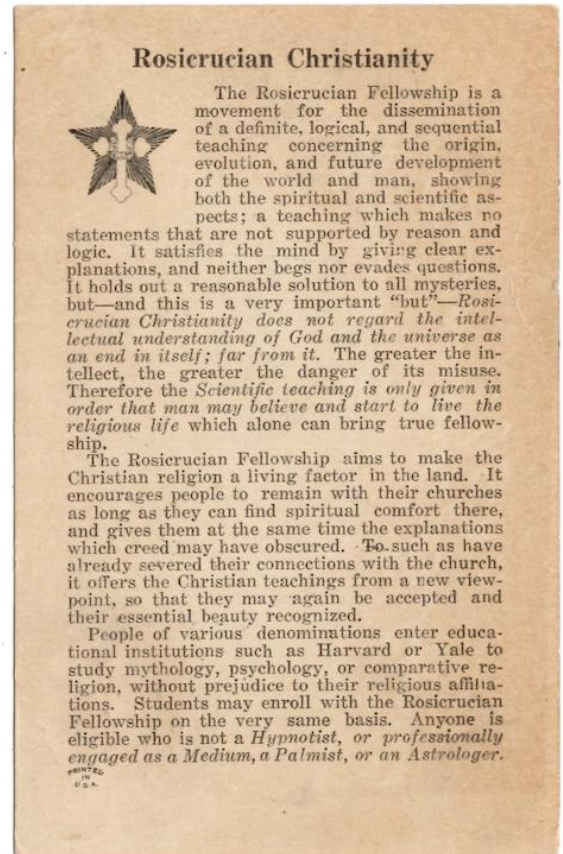 Rosicrucian Christianity
The Rosicrucian Fellowship is a
movement for the dissemination
of a definite, logical, and sequential
teaching concerning the origin,
evolution, and future development
of the world and man, showing
both the spiritual and scientific as-
pects; a teaching which makes no
statements that are not supported by reason and
logic. It satisfies the mind by giving clear ex-
planations, and neither begs nor evades questions.
It holds out a reasonable solution to all mysteries,
but—and this is a very important "but"—Rosi-
crucian Christianity does not regard the intel-
lectual understanding of God and the universe as
an end in itself; far from it. The greater the in-
tellect, the greater the danger of its misuse.
Therefore the Scientific teaching is only given in
order that man may believe and start to live the
religious life which alone can bring true fellow-
ship.
The Rosicrucian Fellowship aims to make the
Christian religion a living factor in the land. It
encourages people to remain with their churches
as long as they can find spiritual comfort there,
and gives them at the same time the explanations
which creed may have obscured. To such as have
already severed their connections with the church,
it offers the Christian teachings from a new view-
point, so that they may again be accepted and
their essential beauty recognized.
People of various denominations enter educa-
tional institutions such as Harvard or Yale to
study mythology, psychology, or comparative re-
ligion, without prejudice to their religious affilia-
tions. Students may enroll with the Rosicrucian
Fellowship on the very same basis. Anyone is
eligible who is not a Hypnotist, or professionally
engaged as a Medium, a Palmist, or an Astrologer.
PRINTED
IN
U.S.A.